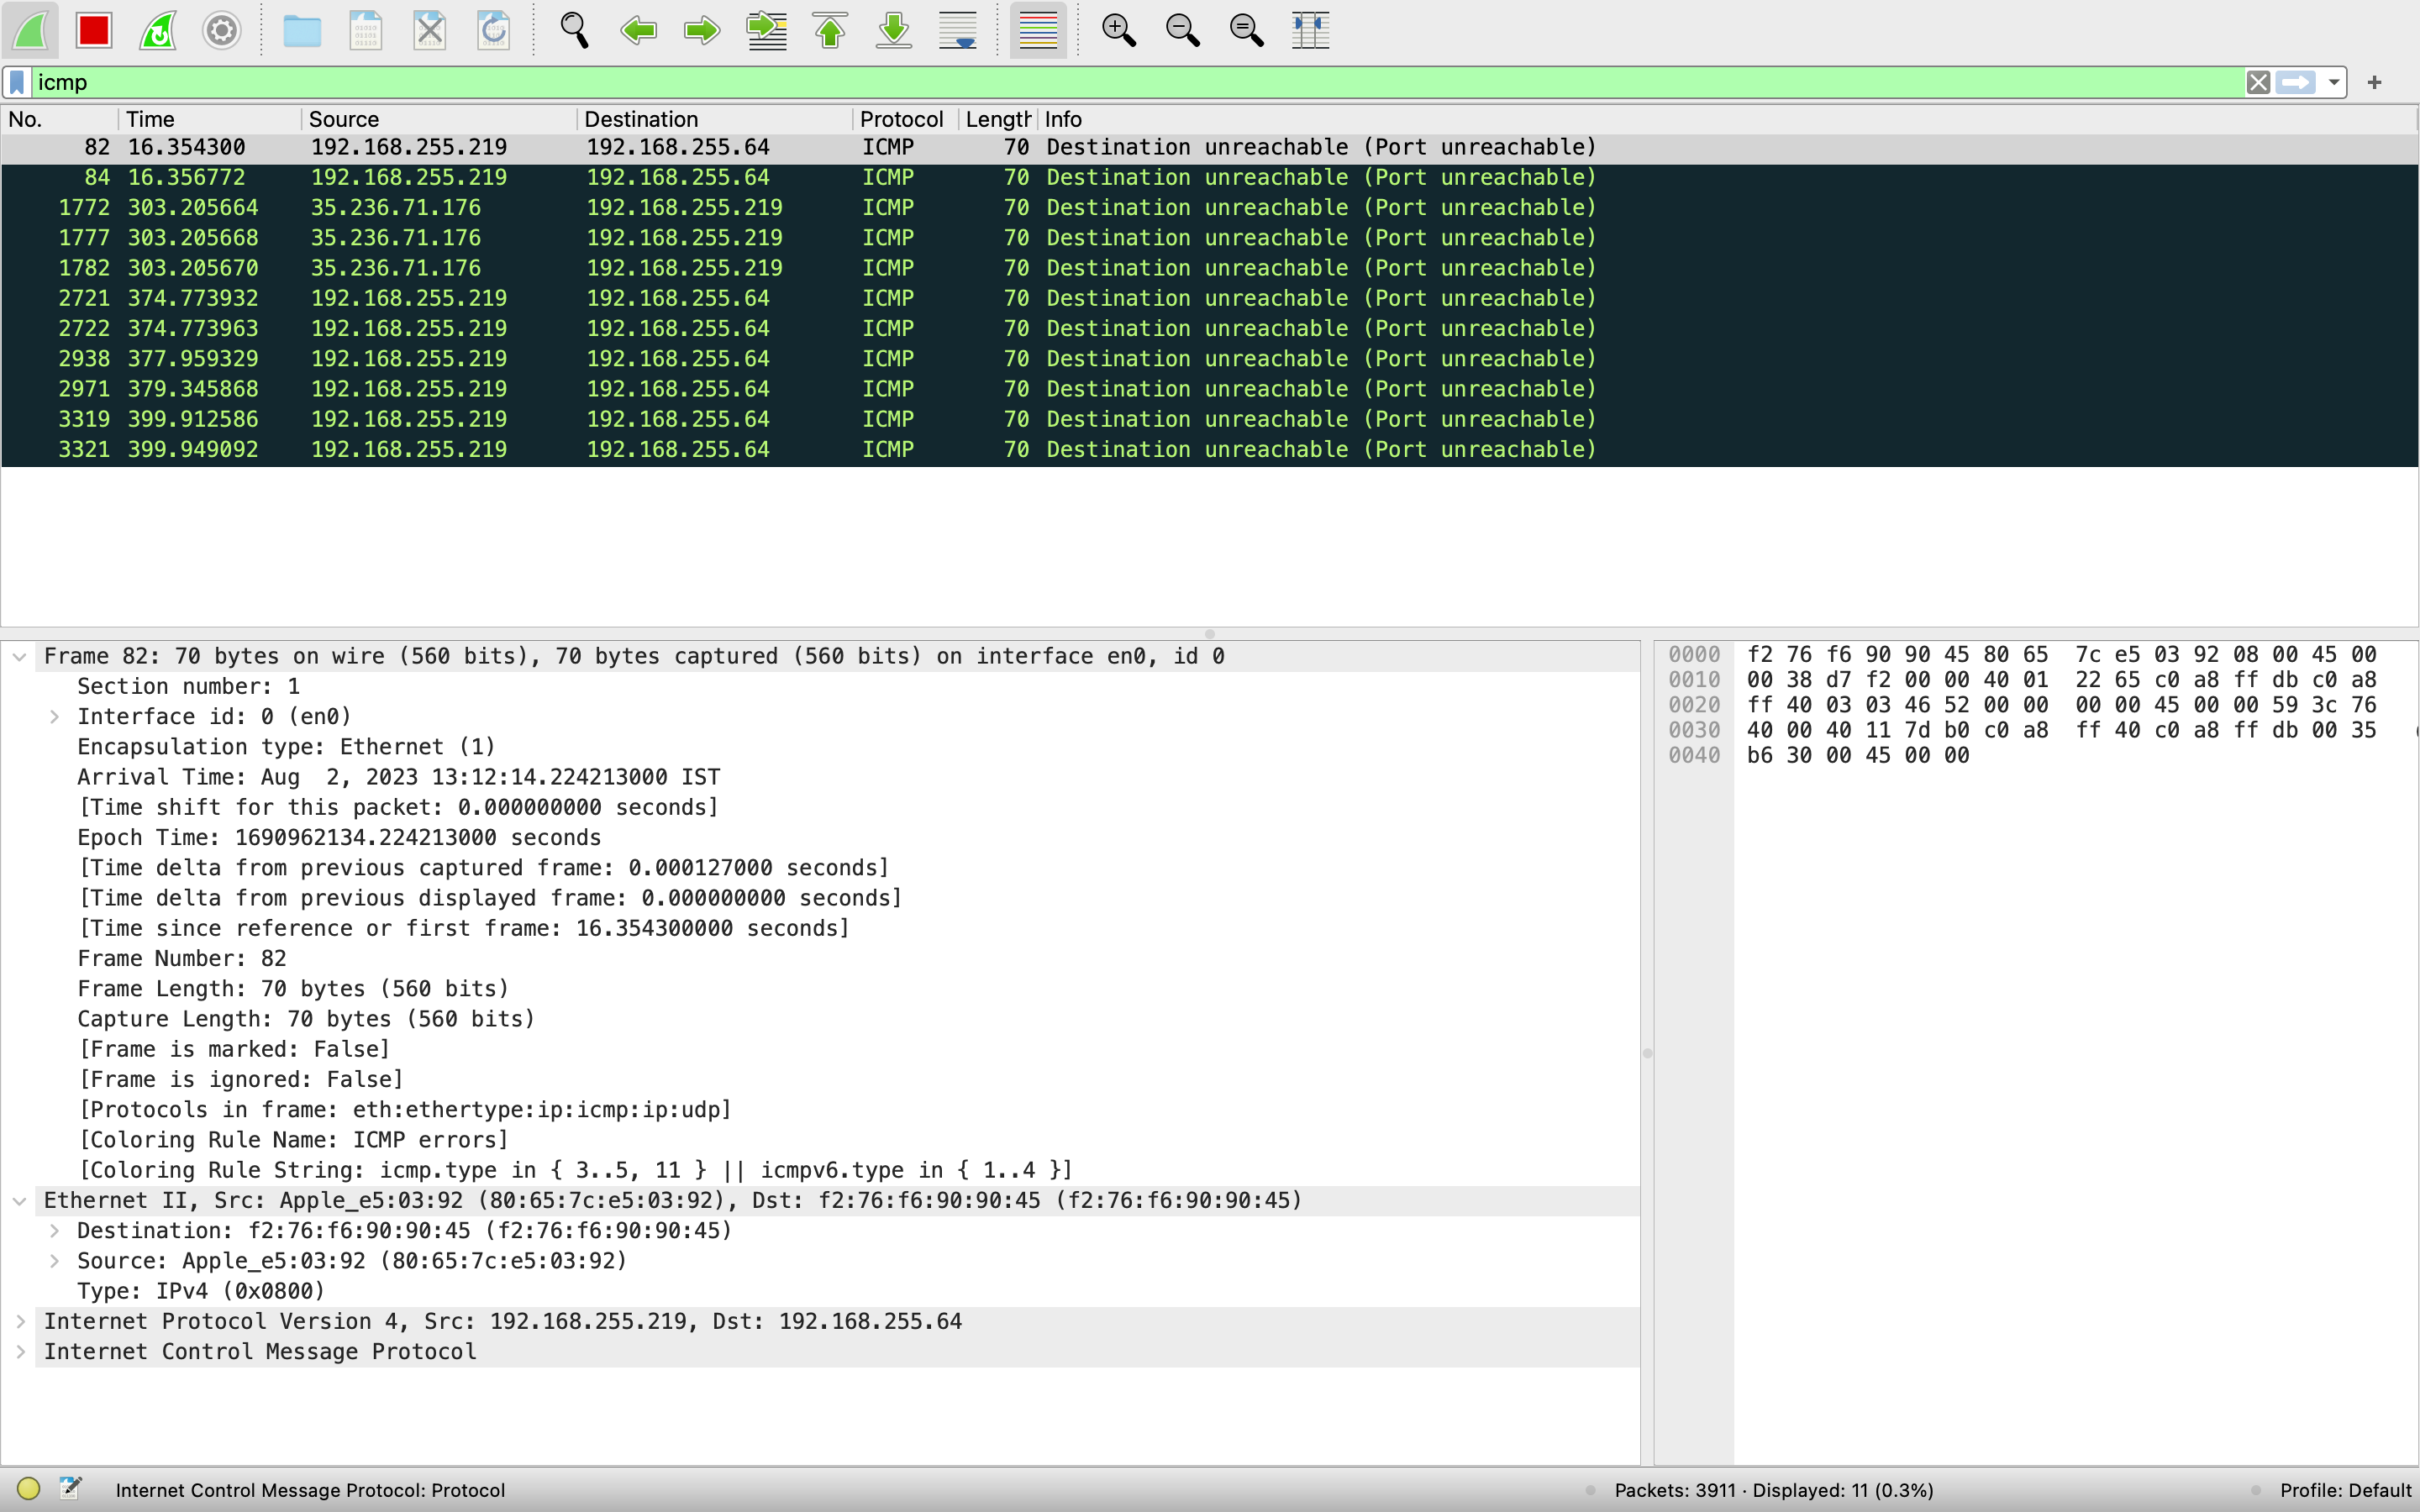 icmp
No. Time Source Destination Protocol Length Info
82 16.354300 192.168.255.219 192.168.255.64 ICMP 70 Destination unreachable (Port unreachable)
84 16.356772 192.168.255.219 192.168.255.64 ICMP 70 Destination unreachable (Port unreachable)
1772 303.205664 35.236.71.176 192.168.255.219 ICMP 70 Destination unreachable (Port unreachable)
1777 303.205668 35.236.71.176 192.168.255.219 ICMP 70 Destination unreachable (Port unreachable)
1782 303.205670 35.236.71.176 192.168.255.219 ICMP 70 Destination unreachable (Port unreachable)
2721 374.773932 192.168.255.219 192.168.255.64 ICMP 70 Destination unreachable (Port unreachable)
2722 374.773963 192.168.255.219 192.168.255.64 ICMP 70 Destination unreachable (Port unreachable)
2938 377.959329 192.168.255.219 192.168.255.64 ICMP 70 Destination unreachable (Port unreachable)
2971 379.345868 192.168.255.219 192.168.255.64 ICMP 70 Destination unreachable (Port unreachable)
3319 399.912586 192.168.255.219 192.168.255.64 ICMP 70 Destination unreachable (Port unreachable)
3321 399.949092 192.168.255.219 192.168.255.64 ICMP 70 Destination unreachable (Port unreachable)
Frame 82: 70 bytes on wire (560 bits), 70 bytes captured (560 bits) on interface en0, id 0
Section number: 1
Interface id: 0 (en0)
Encapsulation type: Ethernet (1)
Arrival Time: Aug  2, 2023 13:12:14.224213000 IST
[Time shift for this packet: 0.000000000 seconds]
Epoch Time: 1690962134.224213000 seconds
[Time delta from previous captured frame: 0.000127000 seconds]
[Time delta from previous displayed frame: 0.000000000 seconds]
[Time since reference or first frame: 16.354300000 seconds]
Frame Number: 82
Frame Length: 70 bytes (560 bits)
Capture Length: 70 bytes (560 bits)
[Frame is marked: False]
[Frame is ignored: False]
[Protocols in frame: eth:ethertype:ip:icmp:ip:udp]
[Coloring Rule Name: ICMP errors]
[Coloring Rule String: icmp.type in { 3..5, 11 } || icmpv6.type in { 1..4 }]
Ethernet II, Src: Apple_e5:03:92 (80:65:7c:e5:03:92), Dst: f2:76:f6:90:90:45 (f2:76:f6:90:90:45)
Destination: f2:76:f6:90:90:45 (f2:76:f6:90:90:45)
Source: Apple_e5:03:92 (80:65:7c:e5:03:92)
Type: IPv4 (0x0800)
Internet Protocol Version 4, Src: 192.168.255.219, Dst: 192.168.255.64
Internet Control Message Protocol
0000 f2 76 f6 90 90 45 80 65 7c e5 03 92 08 00 45 00
0010 00 38 d7 f2 00 00 40 01 22 65 c0 a8 ff db c0 a8
0020 ff 40 03 03 46 52 00 00 00 00 45 00 00 59 3c 76
0030 40 00 40 11 7d b0 c0 a8 ff 40 c0 a8 ff db 00 35
0040 b6 30 00 45 00 00
Internet Control Message Protocol: Protocol
Packets: 3911 · Displayed: 11 (0.3%)
Profile: Default